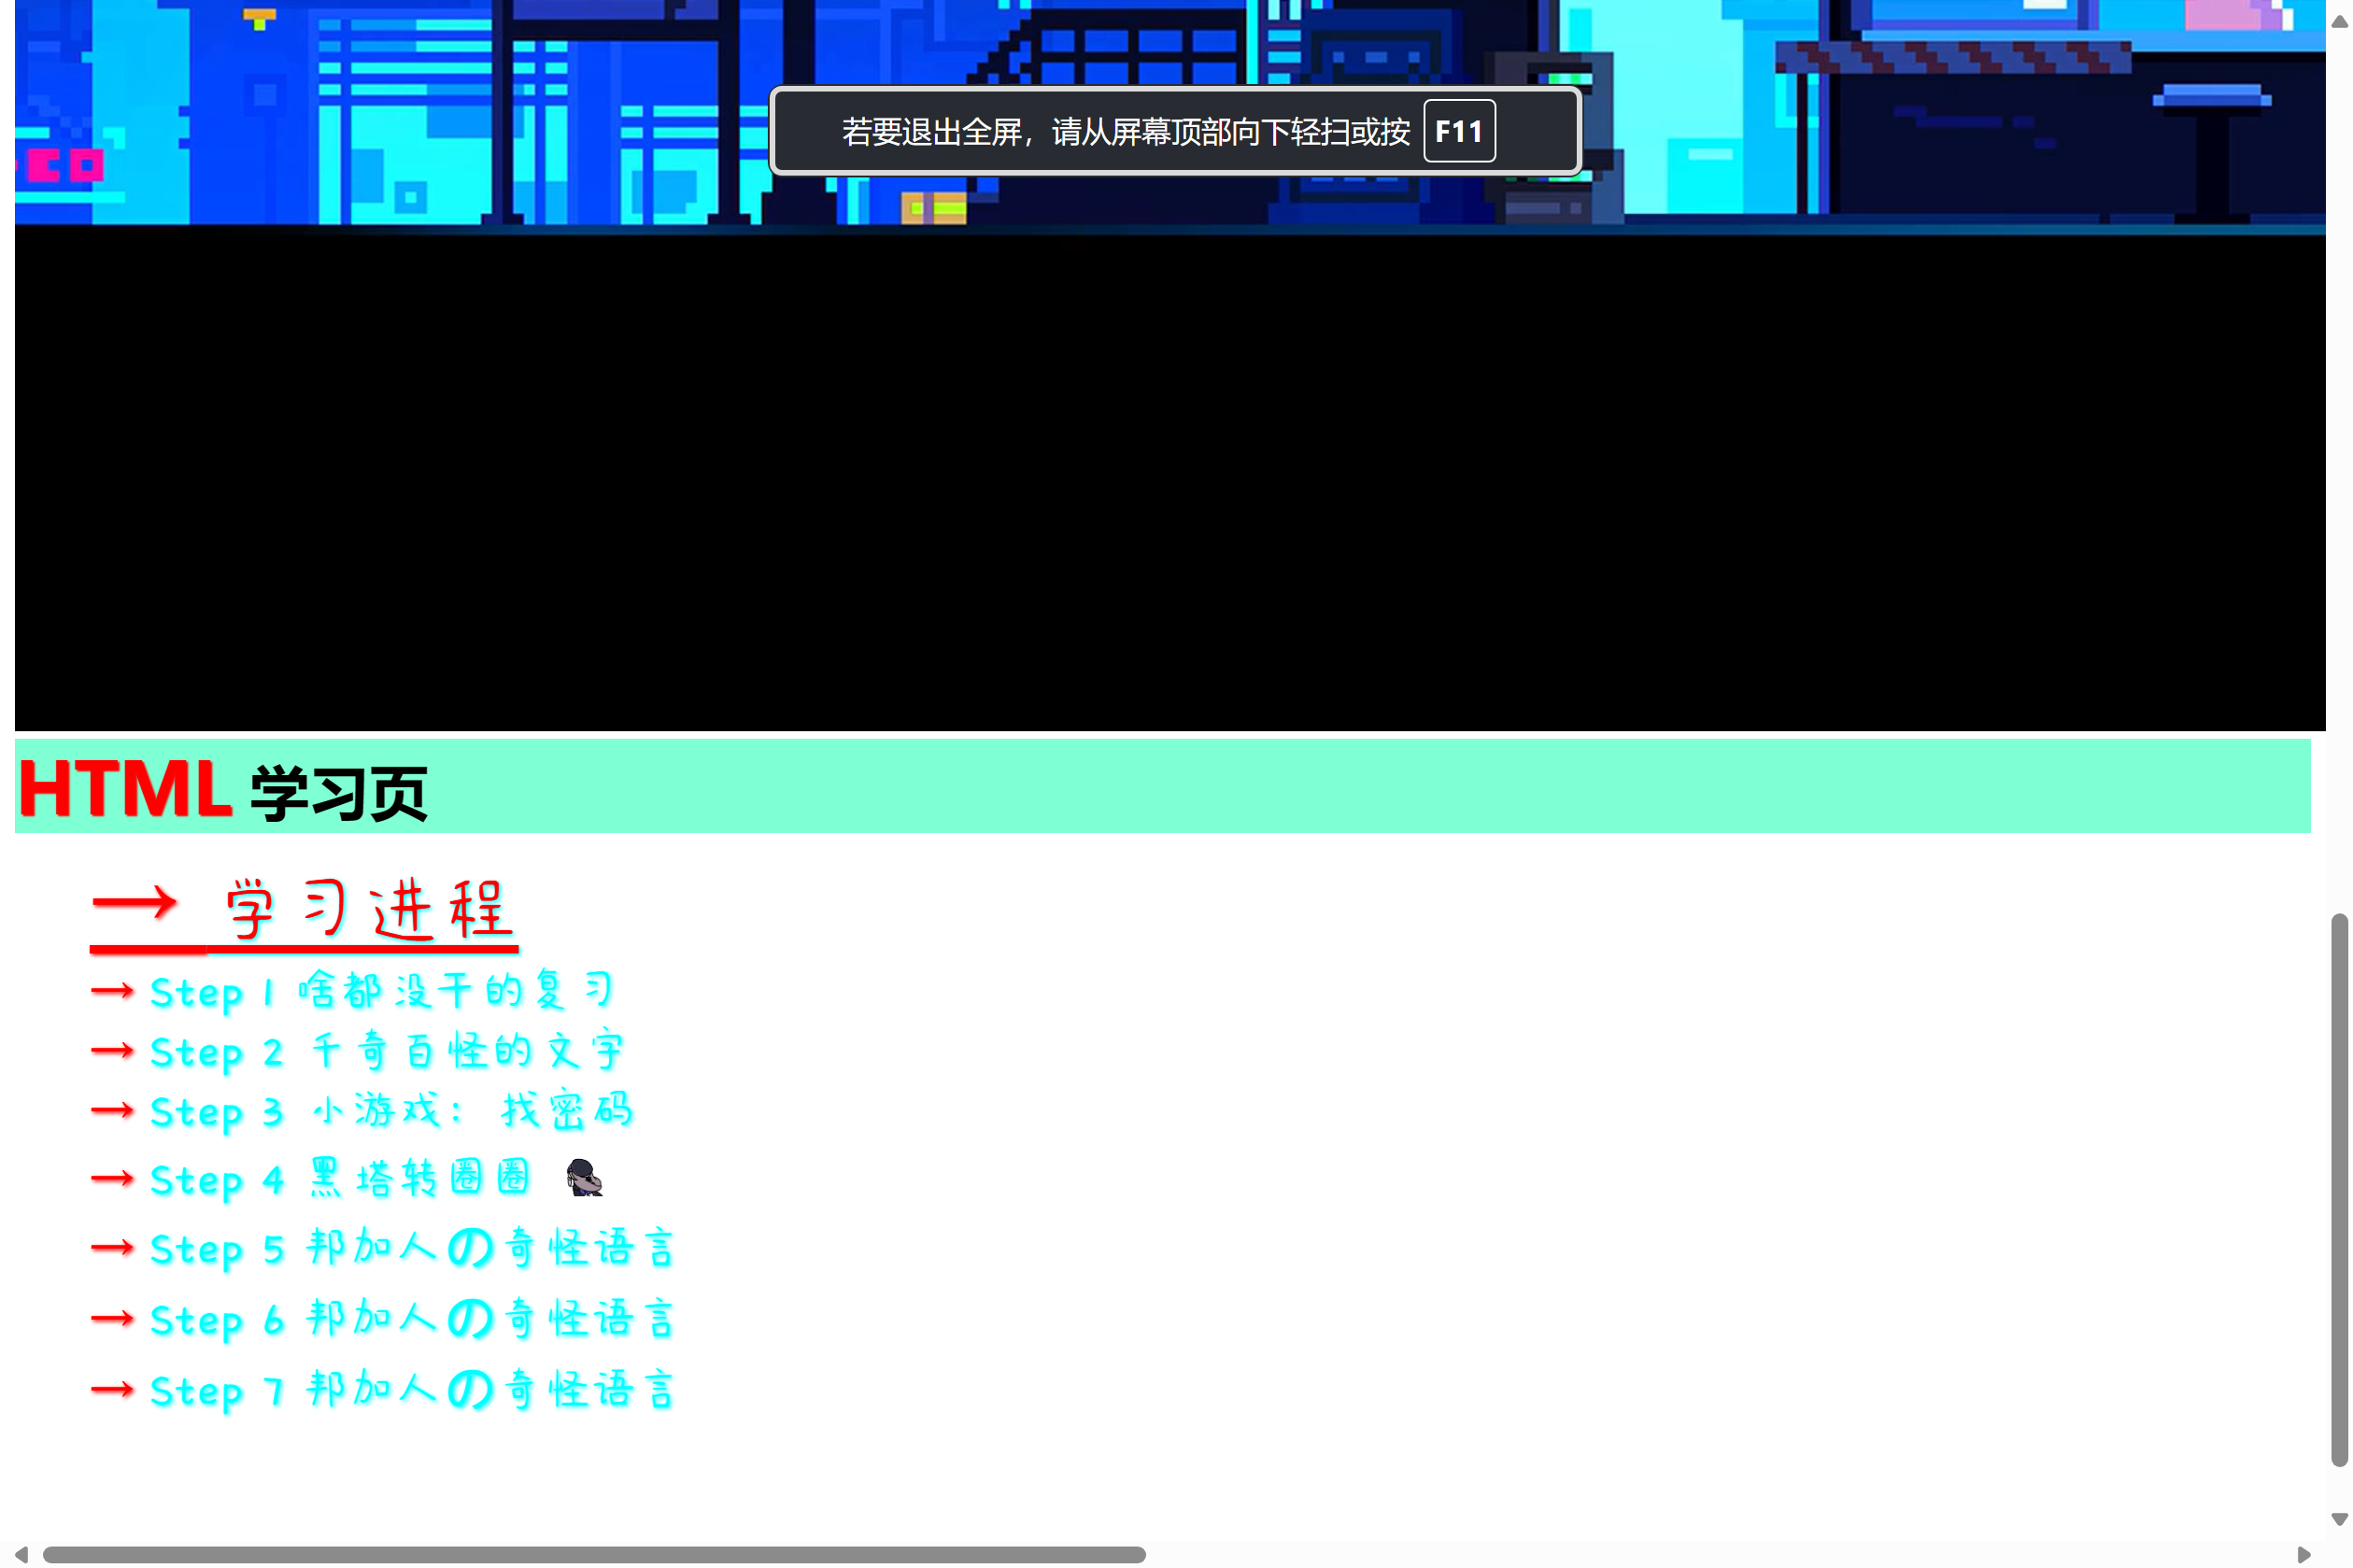 co
若要退出全屏，请从屏幕顶部向下轻扫或按 F11
HTML 学习页
→ 学习进程
→ Step 1 啥都没干的复习
→ Step 2 千奇百怪的文字
→ Step 3 小游戏： 找密码
→ Step 4 黑塔转圈圈
→ Step 5 邦加人の奇怪语言
→ Step 6 邦加人の奇怪语言
→ Step 7 邦加人の奇怪语言